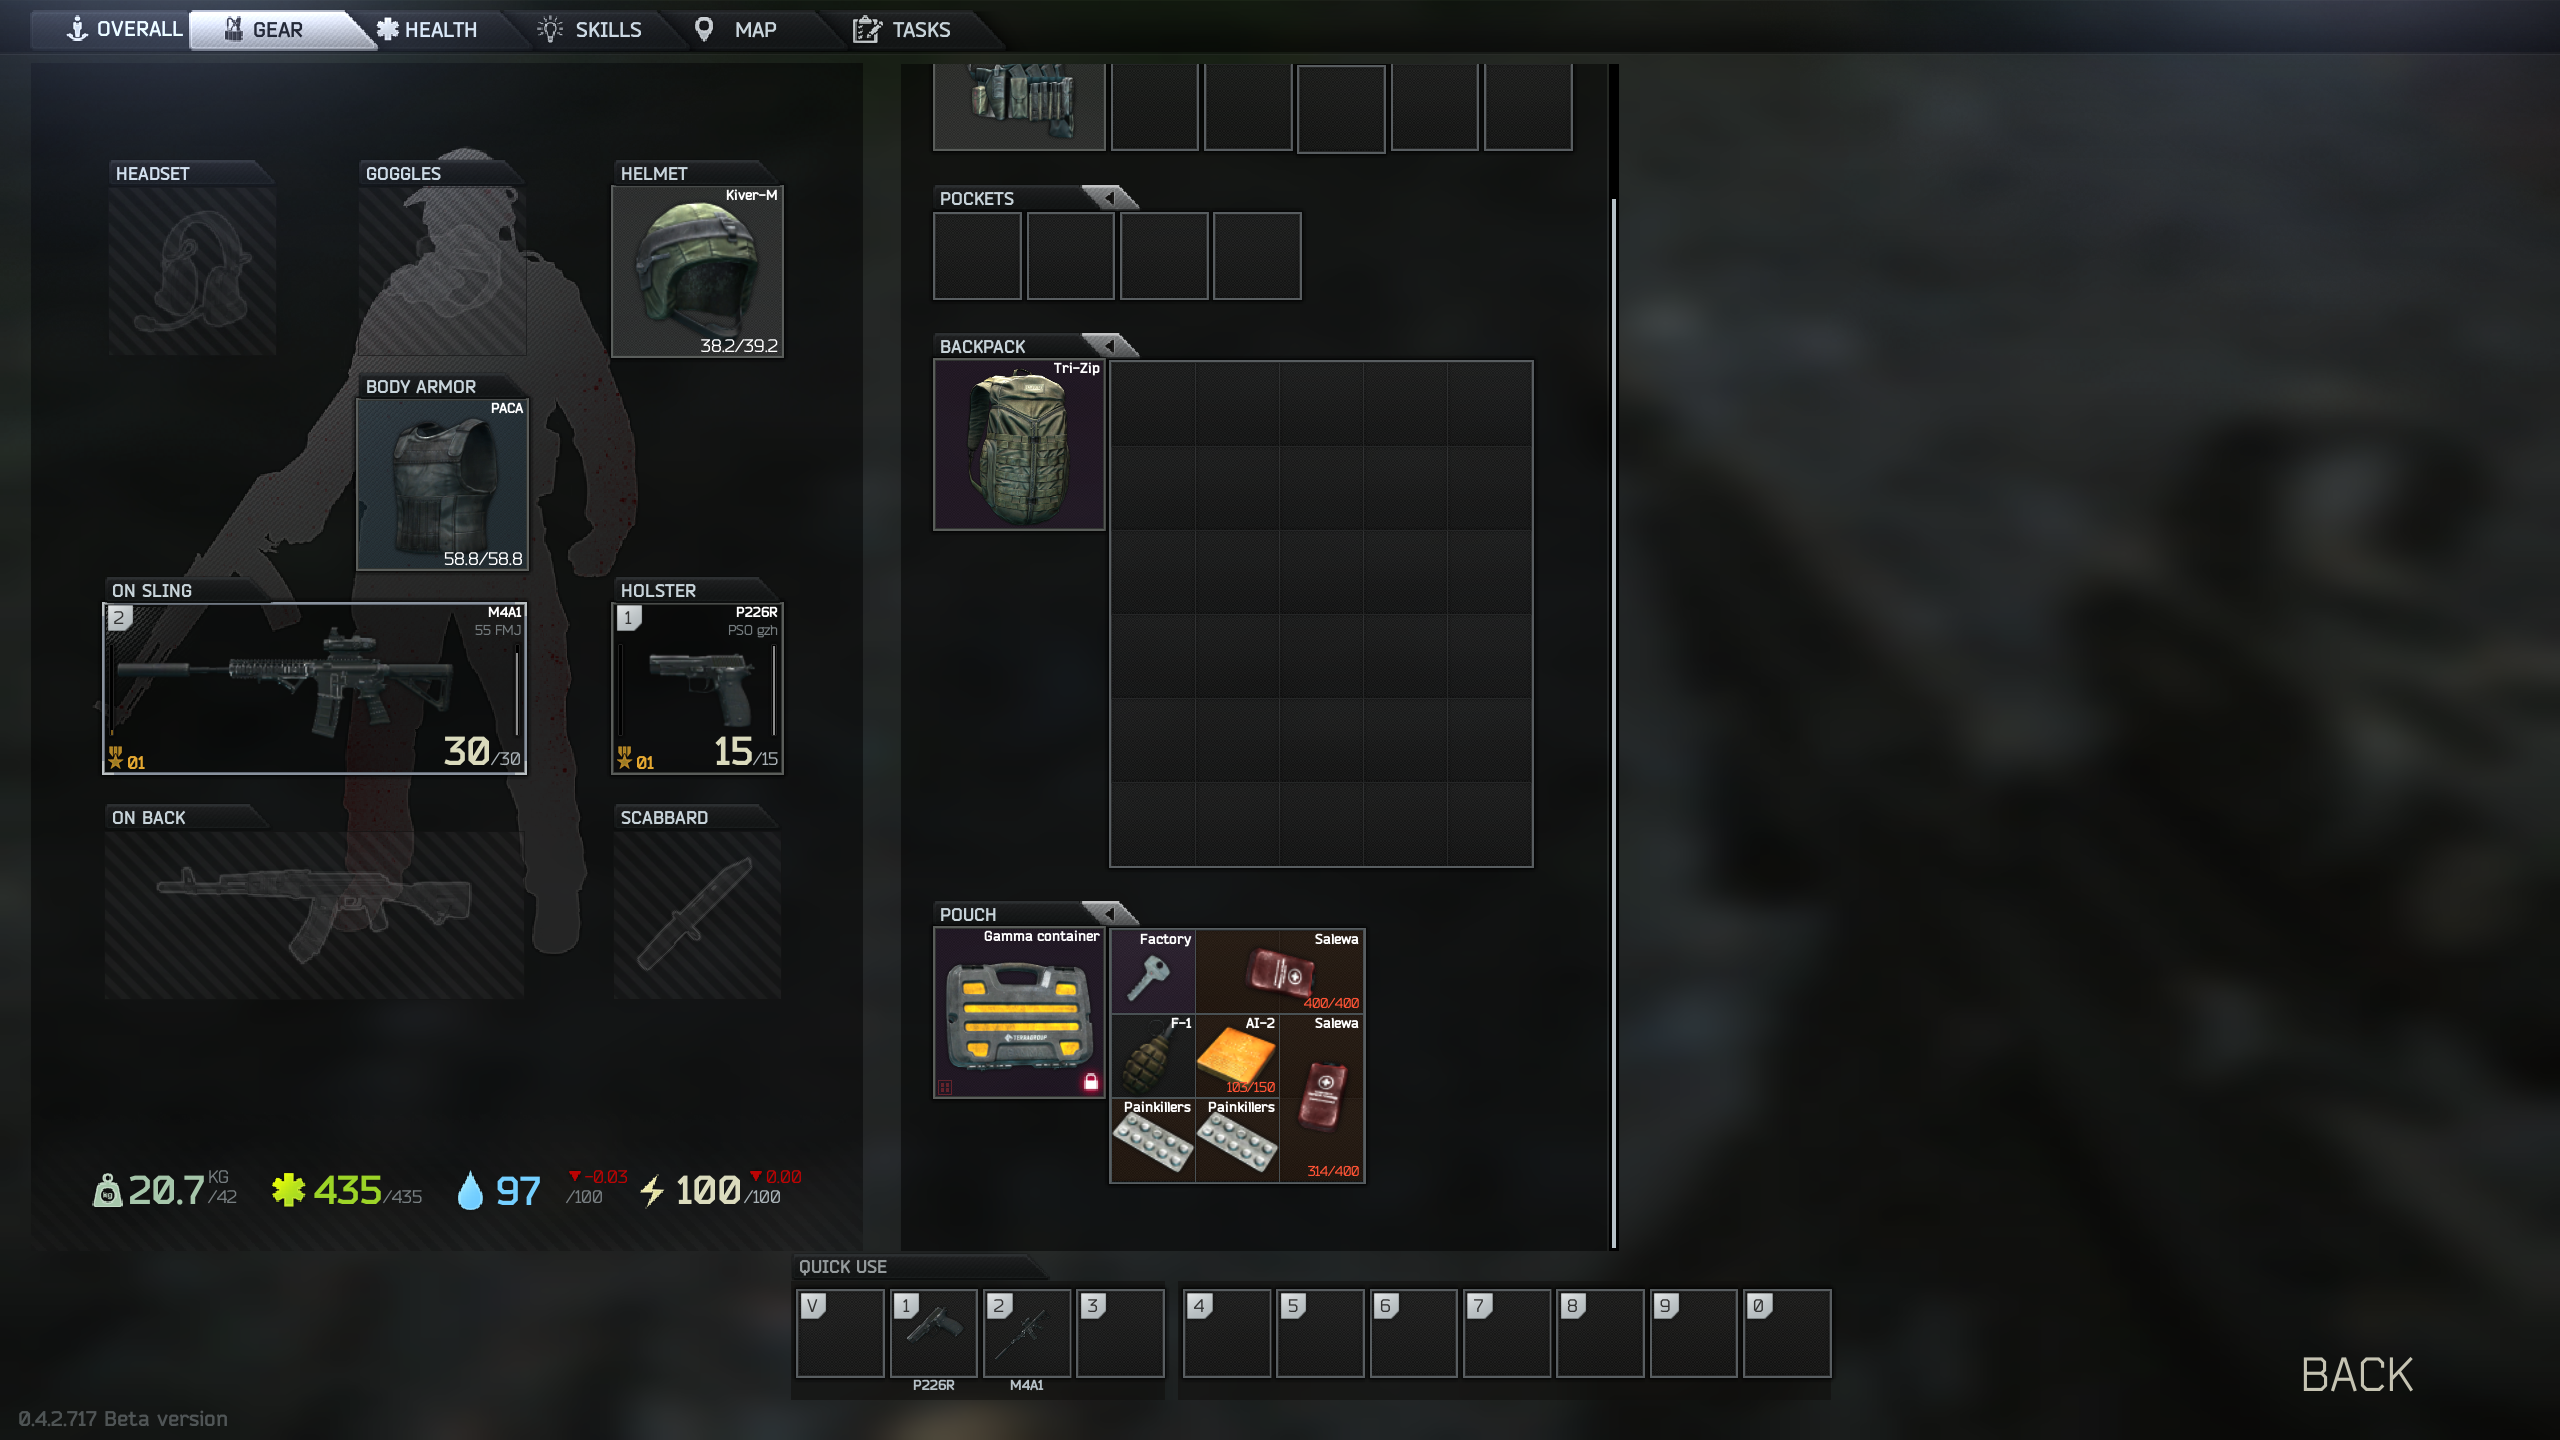 OVERALL
GEAR
HEALTH
SKILLS
MAP
TASKS
HEADSET
GOGGLES
HELMET
Kiver-M
38.2/39.2
BODY ARMOR
PACA
58.8/58.8
ON SLING
2
M4A1
55 FMJ
01
30/30
HOLSTER
1
P226R
PSO gzh
01
15/15
ON BACK
SCABBARD
20.7 KG /42
435/435
97 -0.03 /100
100 0.00 /100
POCKETS
BACKPACK
Tri-Zip
POUCH
Gamma container
TERRAGROUP
Factory
Salewa
400/400
F-1
AI-2
103/150
Salewa
314/400
Painkillers
Painkillers
QUICK USE
V
1
2
3
4
5
6
7
8
9
0
P226R
M4A1
BACK
0.4.2.717 Beta version